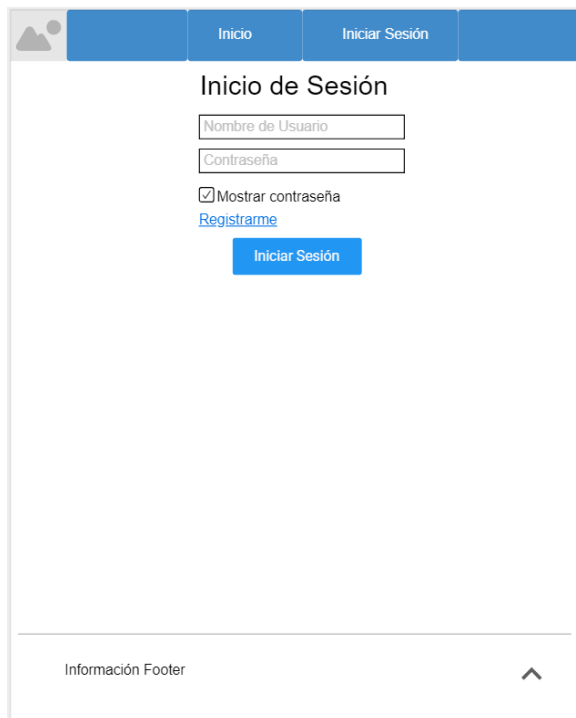 Inicio
Iniciar Sesión
Inicio de Sesión
Nombre de Usuario
Contraseña
Mostrar contraseña
Registrarme
Iniciar Sesión
Información Footer